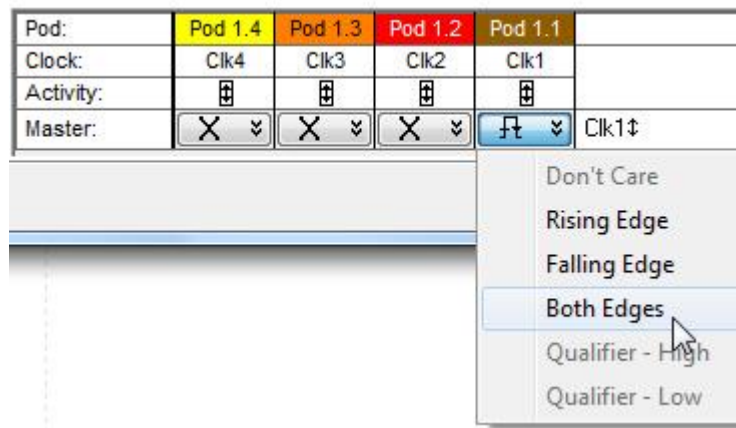 Pod: Pod 1.4 Pod 1.3 Pod 1.2 Pod 1.1
Clock: Clk4 Clk3 Clk2 Clk1
Activity: ↕ ↕ ↕ ↕
Master: X X X Clk1↕
Don't Care
Rising Edge
Falling Edge
Both Edges
Qualifier - High
Qualifier - Low